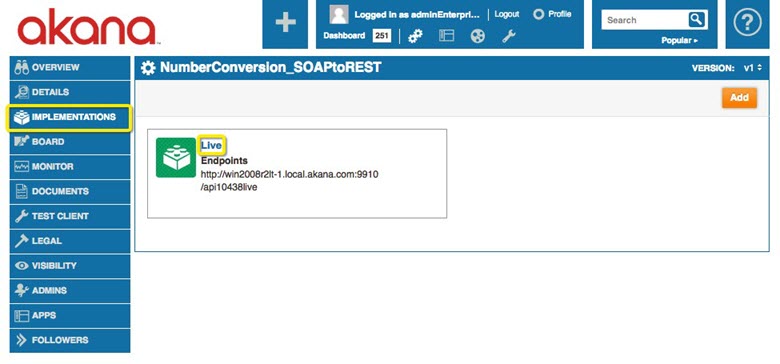 akana
Logged in as adminEnterpri...
Logout
Profile
Dashboard 251
Search
Popular
?
OVERVIEW
DETAILS
IMPLEMENTATIONS
BOARD
MONITOR
DOCUMENTS
TEST CLIENT
LEGAL
VISIBILITY
ADMINS
APPS
FOLLOWERS
NumberConversion_SOAPtoREST
VERSION: v1
Add
Live
Endpoints
http://win2008r2lt-1.local.akana.com:9910
/api10438live